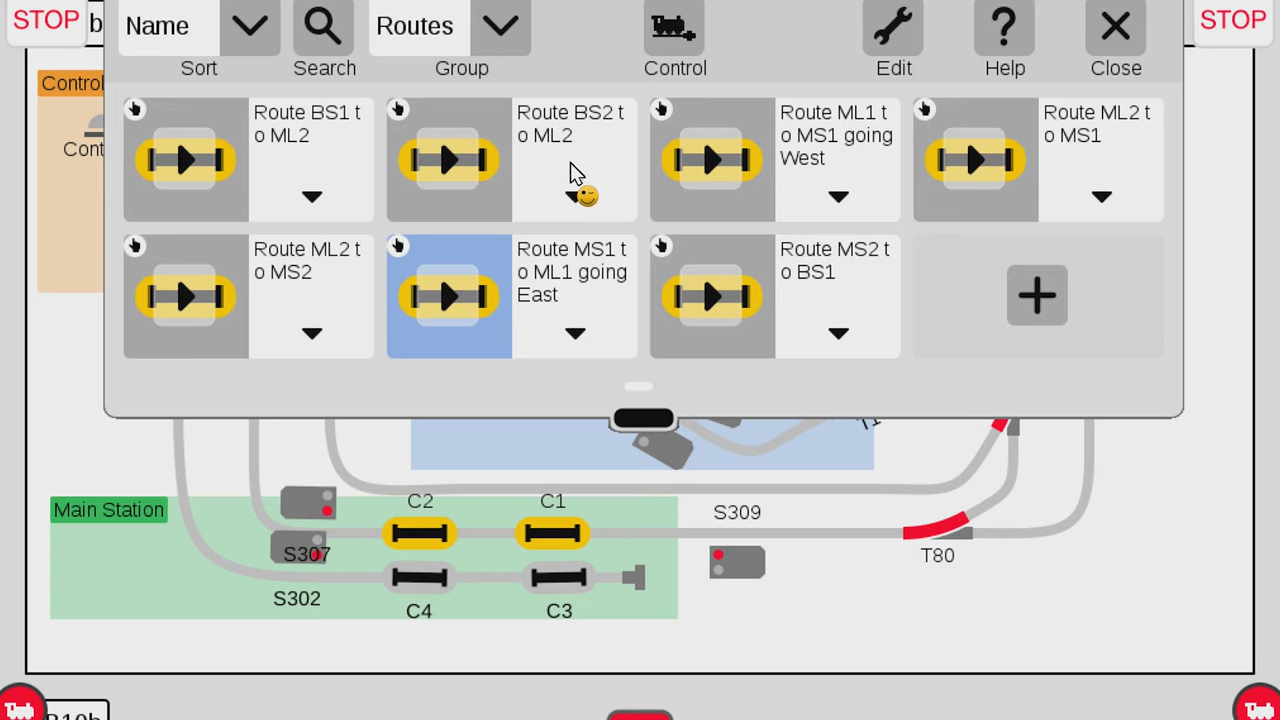 STOP
b
Name
Routes
STOP
Sort
Search
Group
Control
Edit
Help
Close
Control
Cont
Route BS1 t
o ML2
Route BS2 t
o ML2
Route ML1 t
o MS1 going
West
Route ML2 t
o MS1
Route ML2 t
o MS2
Route MS1 t
o ML1 going
East
Route MS2 t
o BS1
Main Station
C2
C1
S309
S307
T80
S302
C4
C3